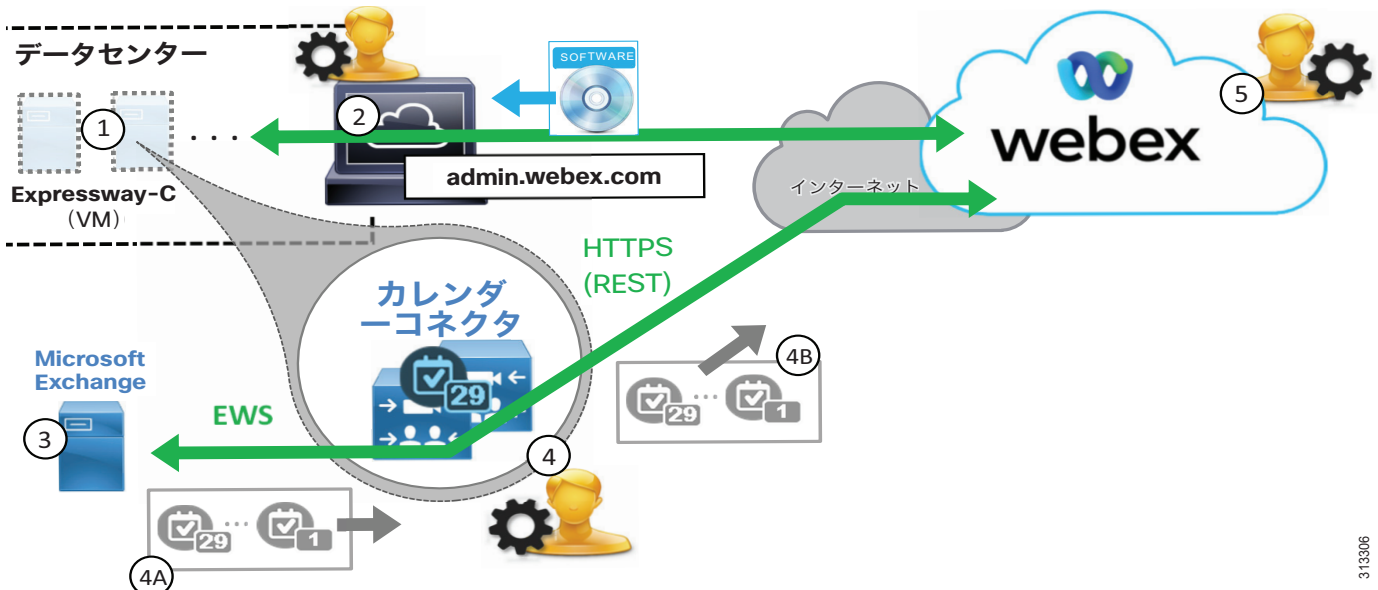 データセンター
SOFTWARE
5
webex
1
...
2
admin.webex.com
インターネット
Expressway-C
(VM)
HTTPS
(REST)
カレンダ
ーコネクタ
Microsoft
Exchange
29
EWS
3
4
4A
29 ... 1
4B
29 ... 1
313306